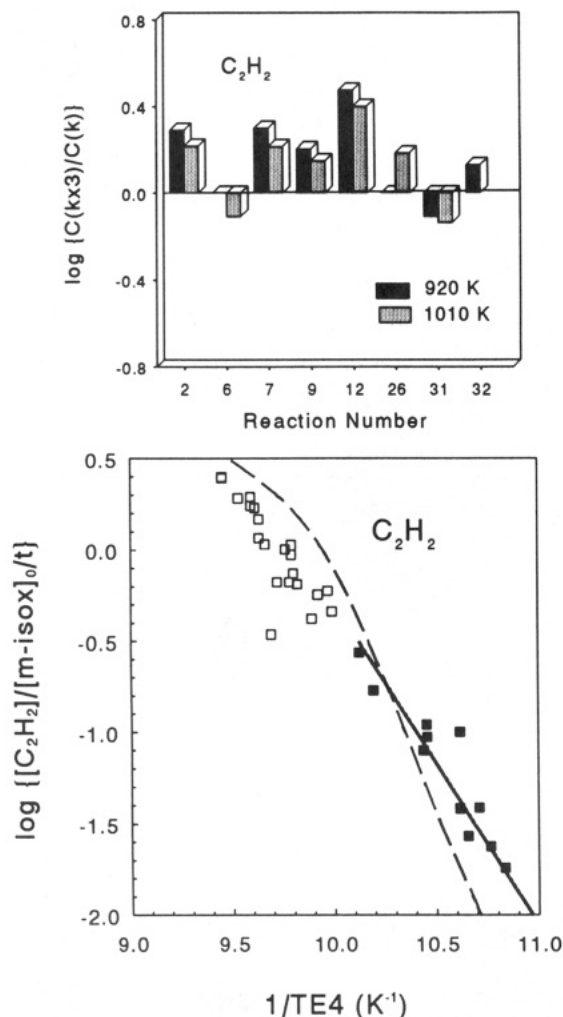 0.8
C₂H₂
0.4
0.0
-0.4
-0.8
log {C(kx3)/C(k)}
920 K
1010 K
2 6 7 9 12 26 31 32
Reaction Number
0.5
C₂H₂
0.0
-0.5
-1.0
-1.5
-2.0
log {[C₂H₂]/[m-isox]₀/t}
9.0 9.5 10.0 10.5 11.0
1/TE4 (K⁻¹)